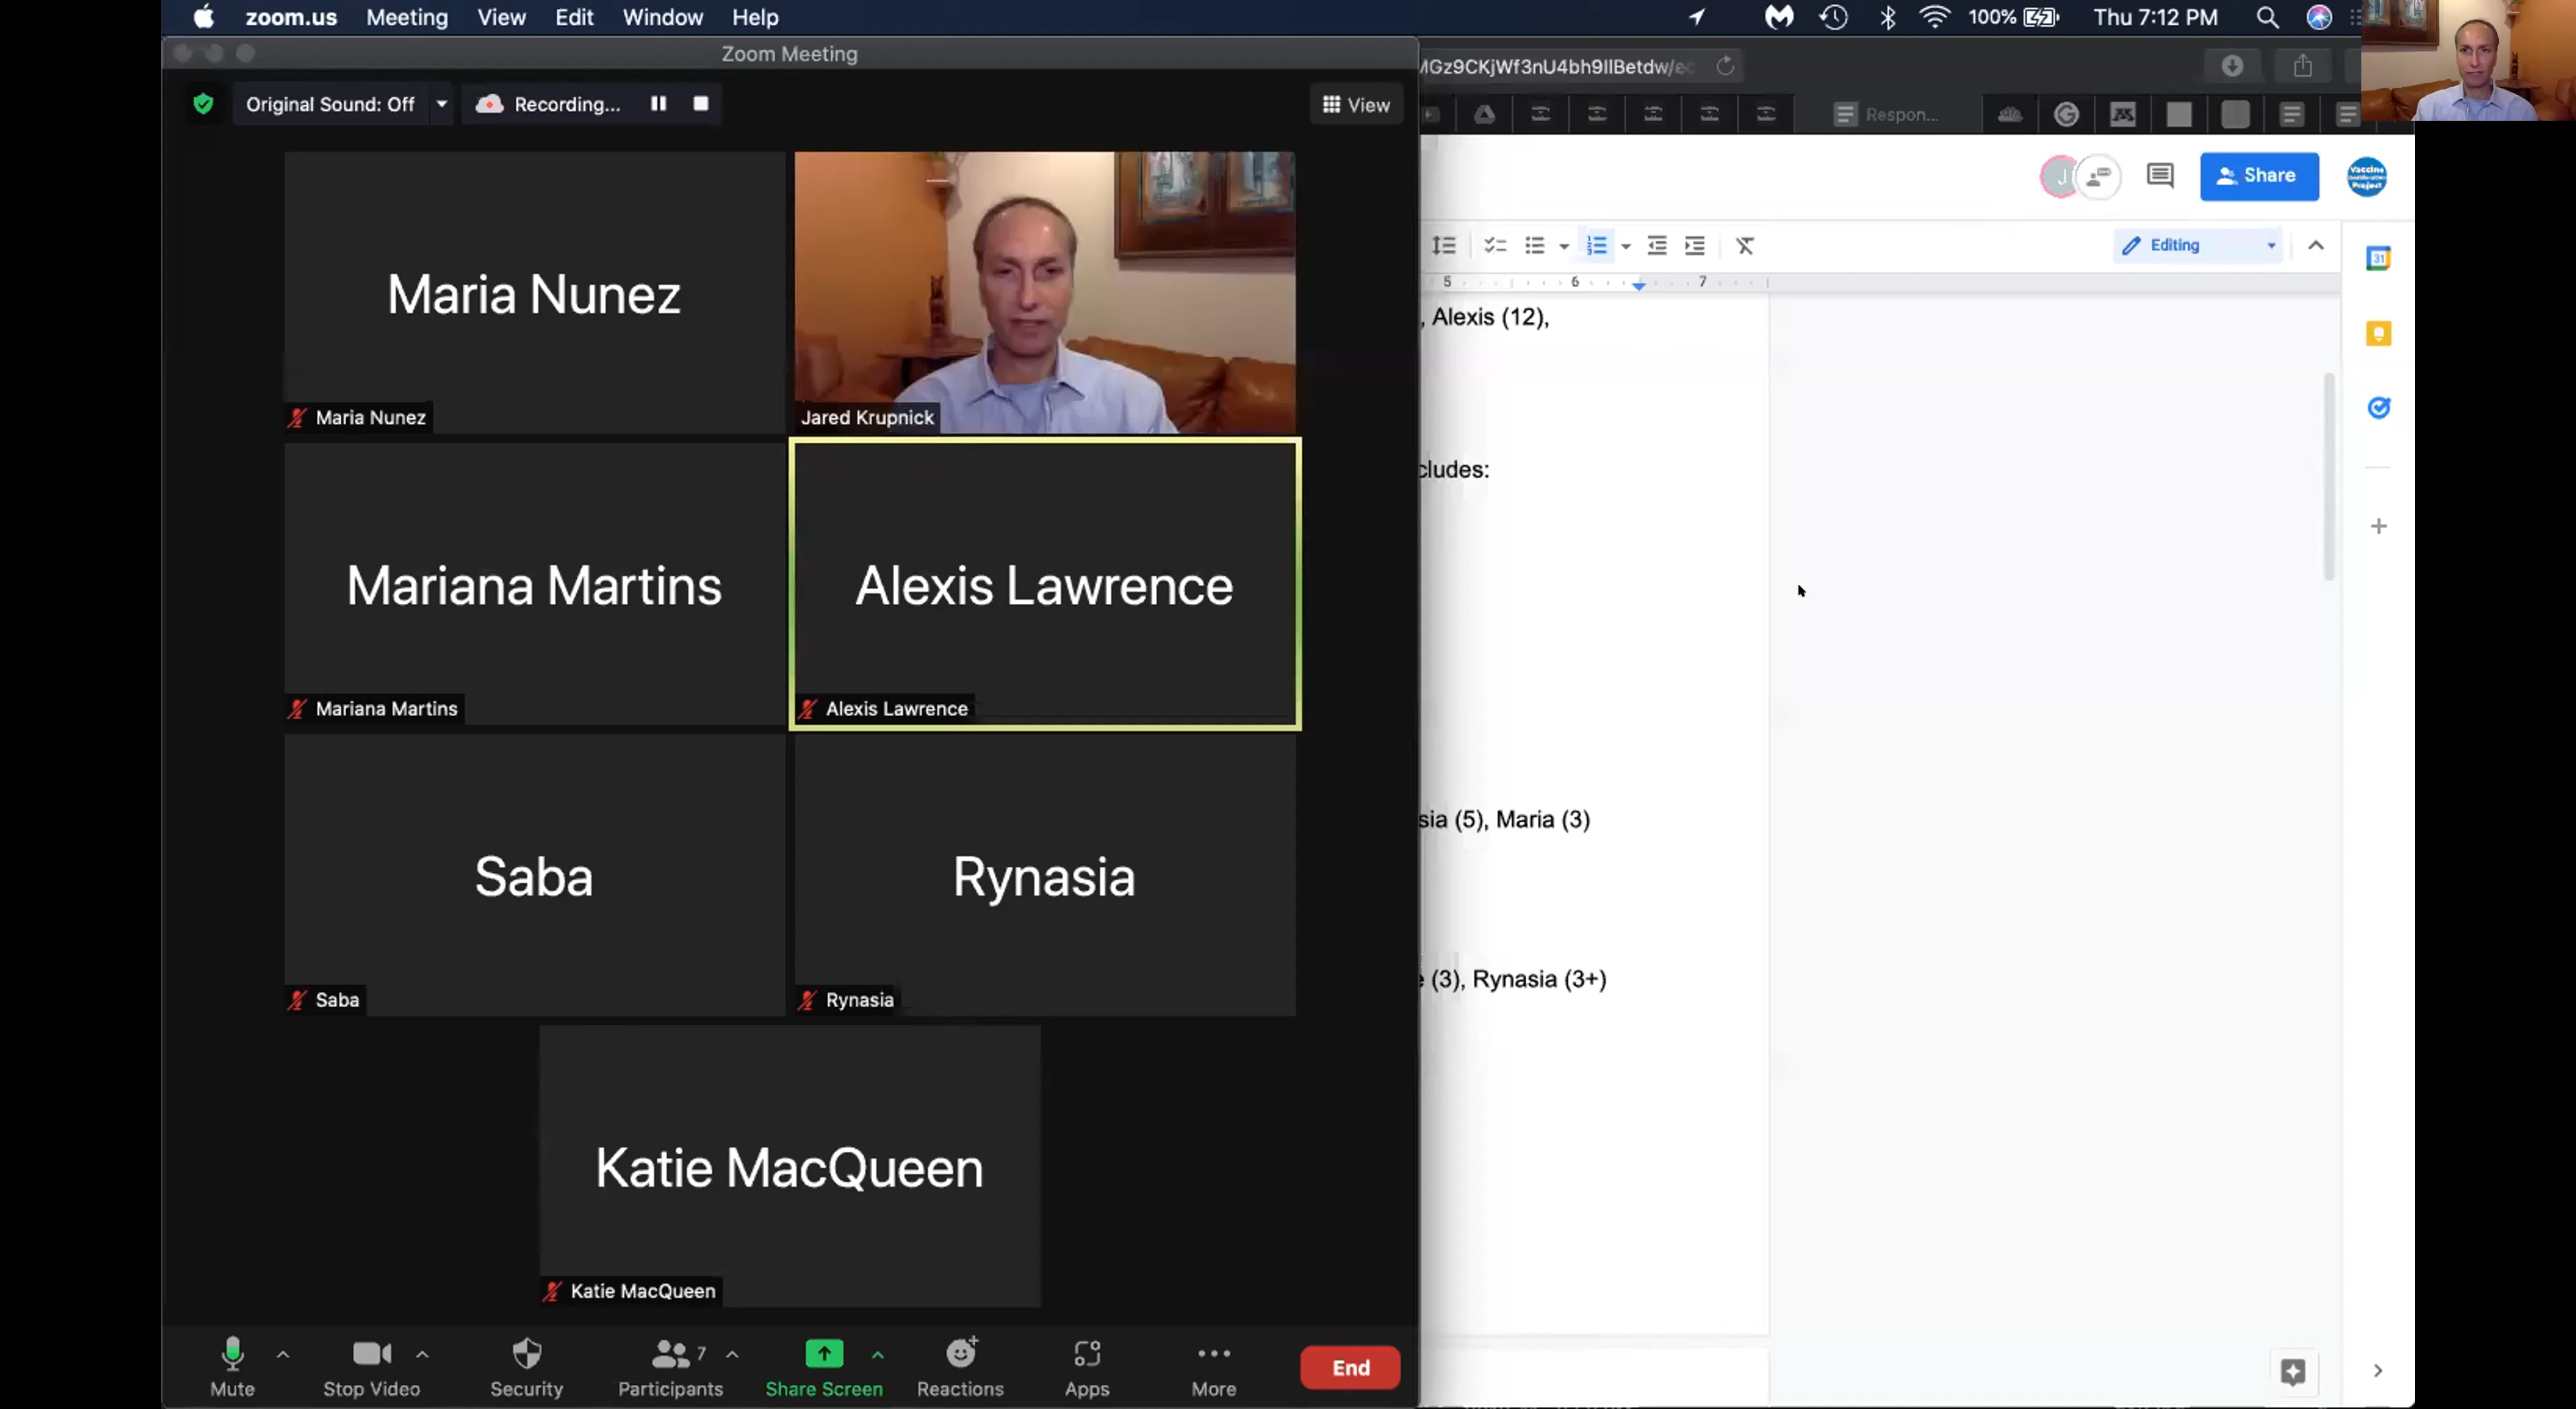 zoom.us Meeting View Edit Window Help 100% Thu 7:12 PM
Zoom Meeting
Original Sound: Off Recording... View
Respon...
Maria Nunez
Maria Nunez
Jared Krupnick
Mariana Martins
Mariana Martins
Alexis Lawrence
Alexis Lawrence
Saba
Saba
Rynasia
Rynasia
Katie MacQueen
Katie MacQueen
Mute Stop Video Security Participants 7 Share Screen Reactions Apps More End
J Share Vaccine Project
Editing
5 6 7
, Alexis (12),
cludes:
sia (5), Maria (3)
e (3), Rynasia (3+)
31